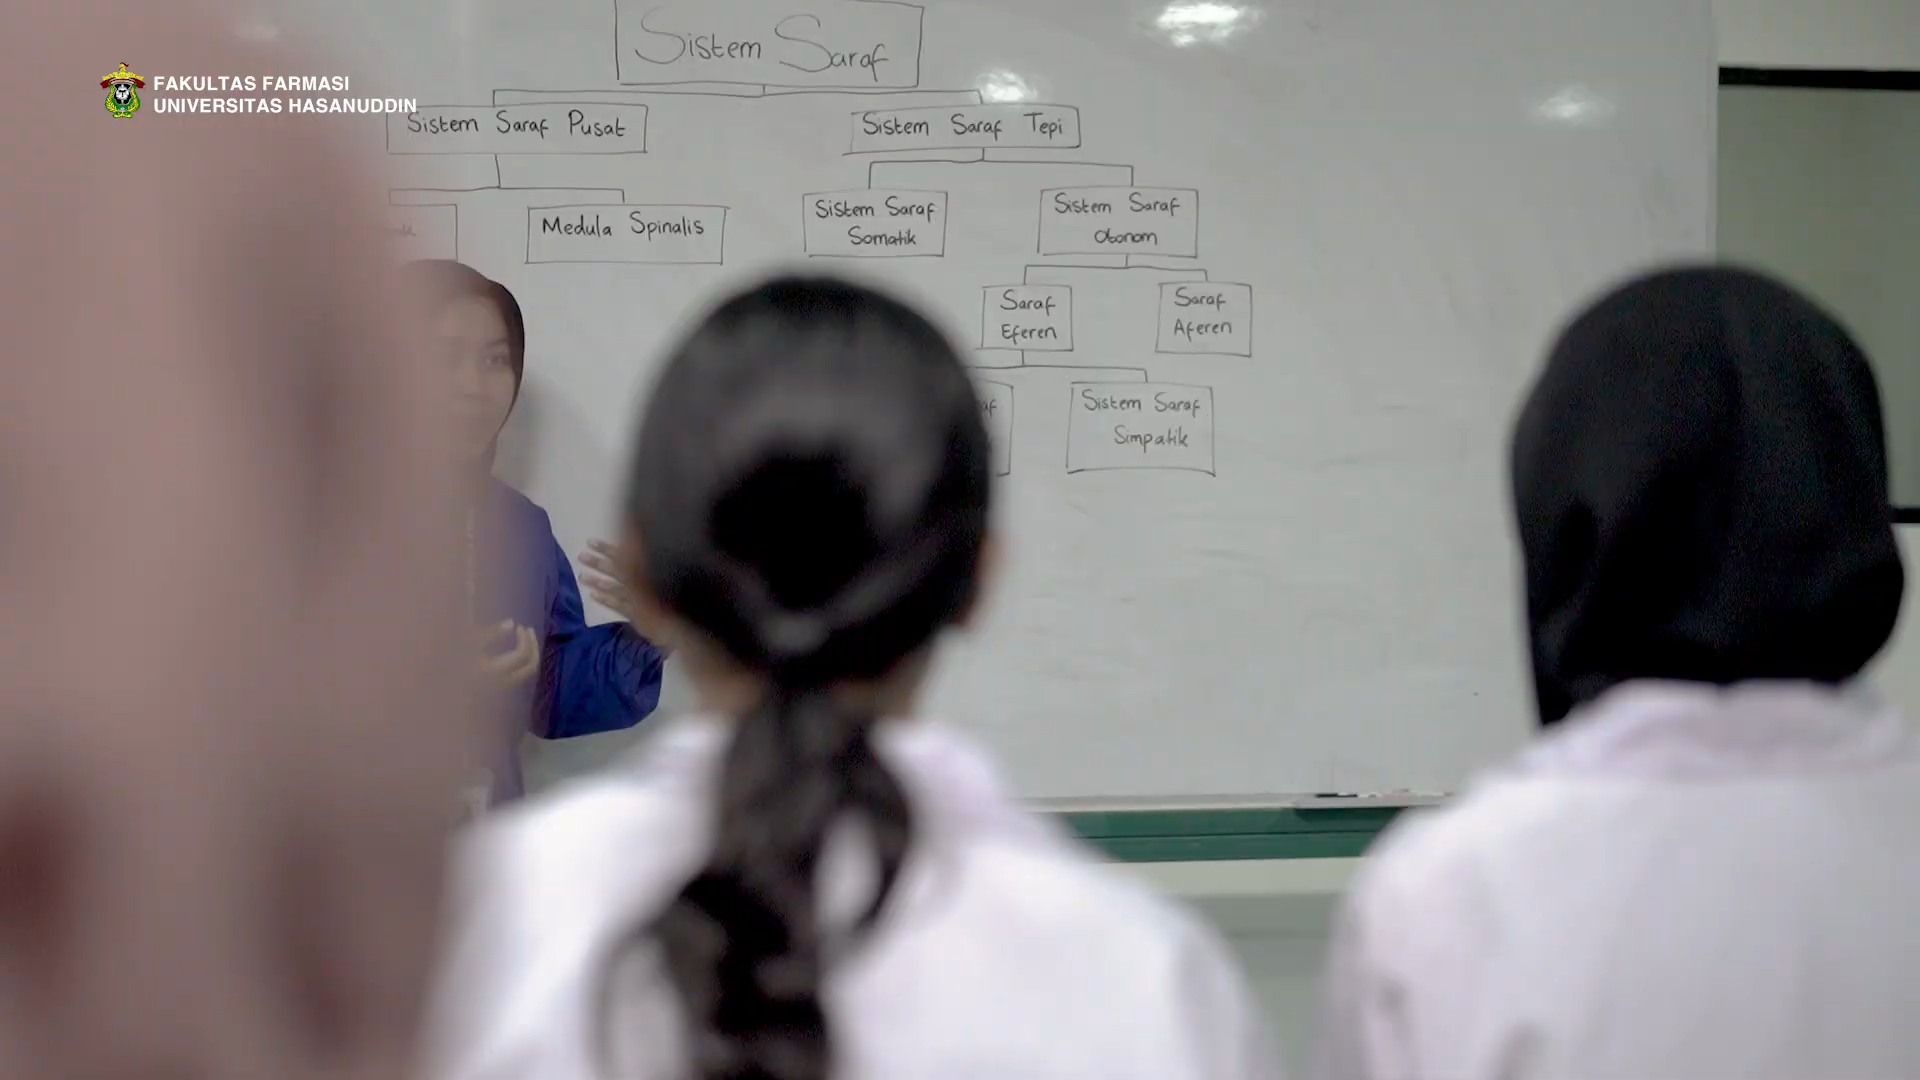 Sistem Saraf
FAKULTAS FARMASI
UNIVERSITAS HASANUDDIN
Sistem Saraf Pusat
Sistem Saraf Tepi
Medula Spinalis
Sistem Saraf
Somatik
Sistem Saraf
Otonom
Saraf
Eferen
Saraf
Aferen
Sistem Saraf
Simpatik